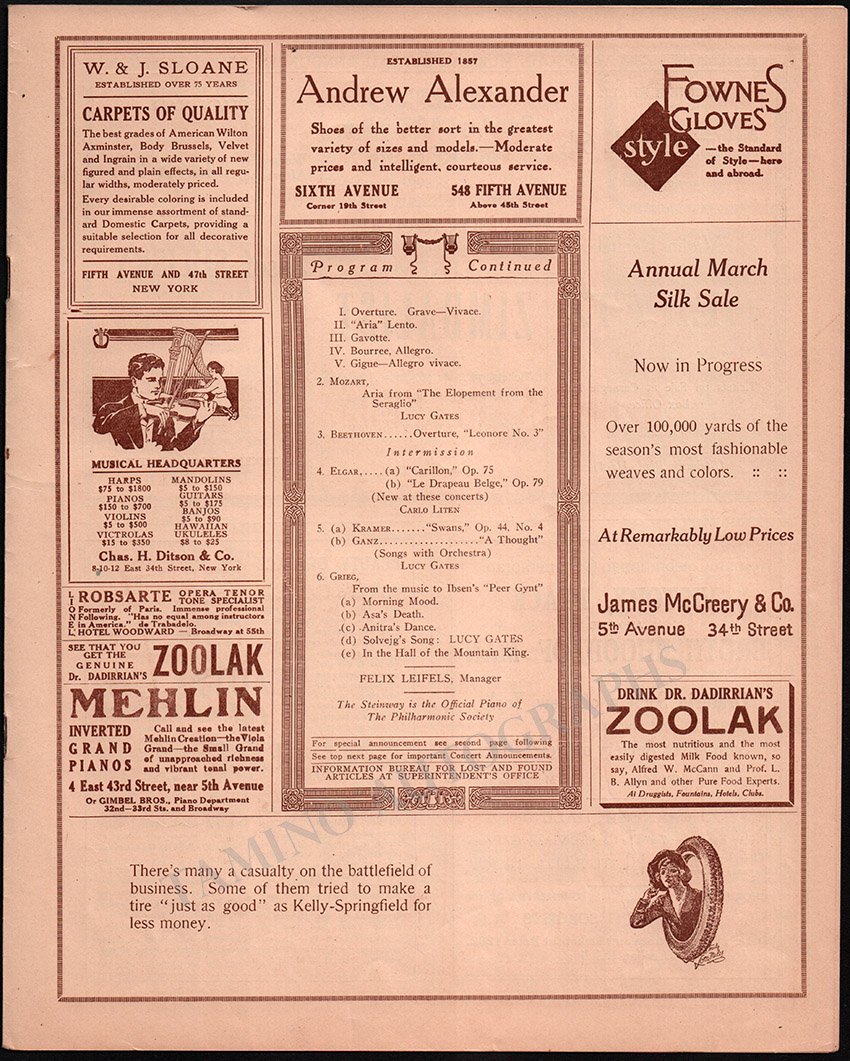 W. & J. SLOANE
ESTABLISHED OVER 75 YEARS
CARPETS OF QUALITY
The best grades of American Wilton
Axminster, Body Brussels, Velvet
and Ingrain in a wide variety of new
figured and plain effects, in all regu-
lar widths, moderately priced.
Every desirable coloring is included
in our immense assortment of stand-
ard Domestic Carpets, providing a
suitable selection for all decorative
requirements.
FIFTH AVENUE AND 47th STREET
NEW YORK
MUSICAL HEADQUARTERS
HARPS
$75 to $1800
PIANOS
$150 to $700
VIOLINS
$5 to $500
VICTROLAS
$15 to $350
MANDOLINS
$5 to $150
GUITARS
$5 to $175
BANJOS
$5 to $90
HAWAIIAN
UKULELES
$8 to $25
Chas. H. Ditson & Co.
8-10-12 East 34th Street, New York
LIONEL ROBSARTE OPERA TENOR
TONE SPECIALIST
Formerly of Paris. Immense professional
Following. "Has no equal among instructors
in America." de Trabadelo.
HOTEL WOODWARD — Broadway at 55th
SEE THAT YOU
GET THE
GENUINE
Dr. DADIRRIAN'S
ZOOLAK
MEHLIN
INVERTED
GRAND
PIANOS
Call and see the latest
Mehlin Creation—the Viola
Grand—the Small Grand
of unapproached richness
and vibrant tonal power.
4 East 43rd Street, near 5th Avenue
Or GIMBEL BROS., Piano Department
32nd—33rd Sts. and Broadway
ESTABLISHED 1857
Andrew Alexander
Shoes of the better sort in the greatest
variety of sizes and models.—Moderate
prices and intelligent, courteous service.
SIXTH AVENUE
Corner 19th Street
548 FIFTH AVENUE
Above 45th Street
Program Continued
I. Overture. Grave—Vivace.
II. "Aria" Lento.
III. Gavotte.
IV. Bourree, Allegro.
V. Gigue—Allegro vivace.
2. MOZART,
Aria from "The Elopement from the
Seraglio"
LUCY GATES
3. BEETHOVEN......Overture, "Leonore No. 3"
Intermission
4. ELGAR,....(a) "Carillon," Op. 75
(b) "Le Drapeau Belge," Op. 79
(New at these concerts)
CARLO LITEN
5. (a) KRAMER......."Swans," Op. 44, No. 4
(b) GANZ..................."A Thought"
(Songs with Orchestra)
LUCY GATES
6. GRIEG,
From the music to Ibsen's "Peer Gynt"
(a) Morning Mood.
(b) Asa's Death.
(c) Anitra's Dance.
(d) Solvejg's Song: LUCY GATES
(e) In the Hall of the Mountain King.
FELIX LEIFELS, Manager
The Steinway is the Official Piano of
The Philharmonic Society
For special announcement see second page following
See top next page for important Concert Announcements.
INFORMATION BUREAU FOR LOST AND FOUND
ARTICLES AT SUPERINTENDENT'S OFFICE
FOWNES
GLOVES
style
—the Standard
of Style—here
and abroad.
Annual March
Silk Sale
Now in Progress
Over 100,000 yards of the
season's most fashionable
weaves and colors. :: ::
At Remarkably Low Prices
James McCreery & Co.
5th Avenue 34th Street
DRINK DR. DADIRRIAN'S
ZOOLAK
The most nutritious and the most
easily digested Milk Food known, so
say, Alfred W. McCann and Prof. L.
B. Allyn and other Pure Food Experts.
At Druggists, Fountains, Hotels, Clubs.
There's many a casualty on the battlefield of
business. Some of them tried to make a
tire "just as good" as Kelly-Springfield for
less money.
TAMINO AUTOGRAPHS